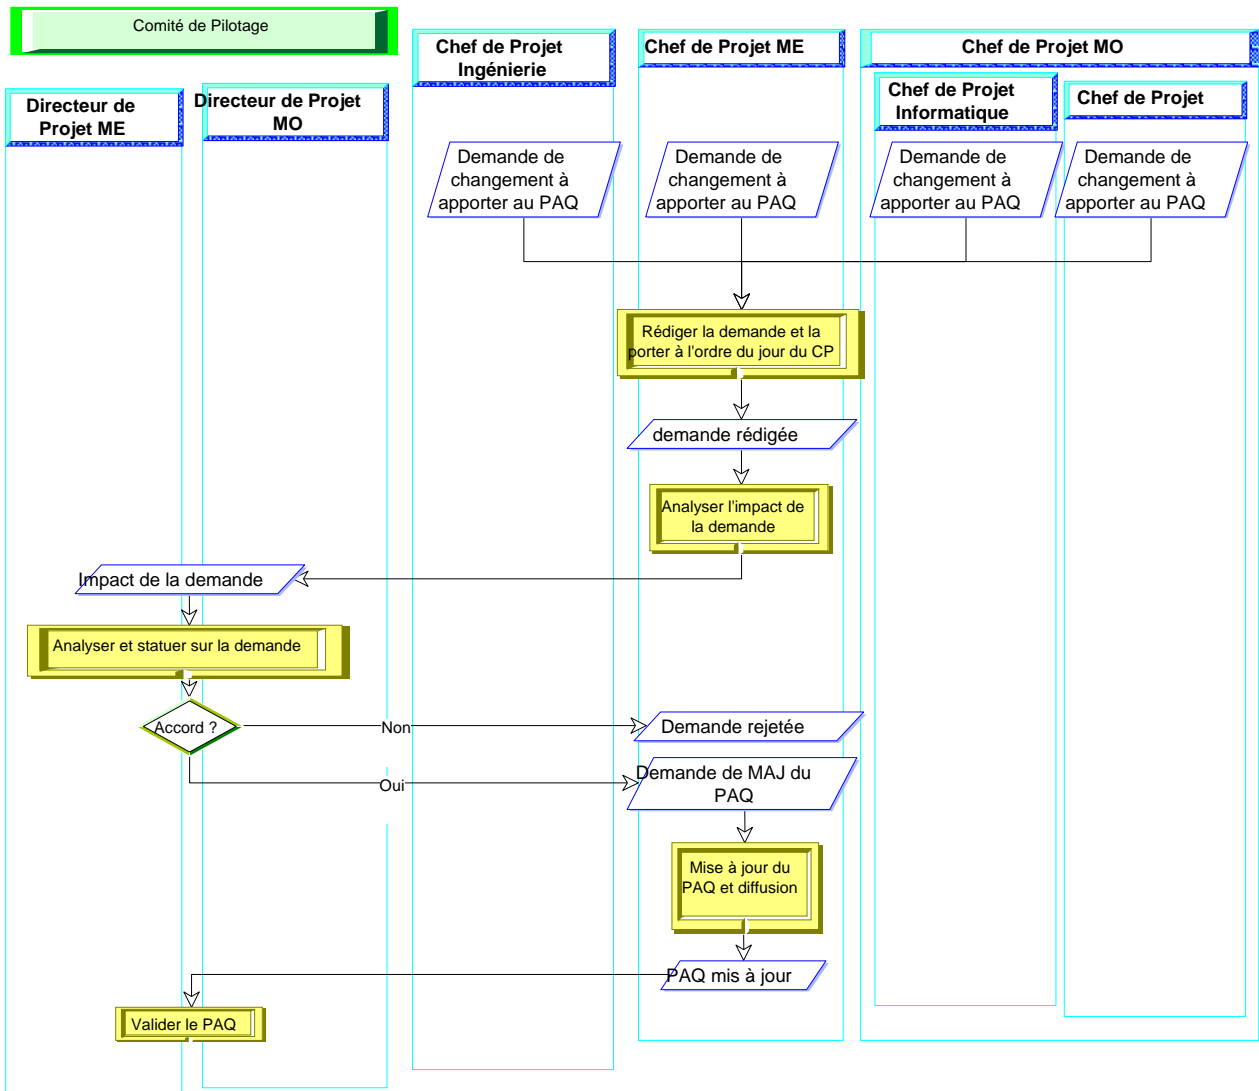 Comité de Pilotage
Chef de Projet
Ingénierie
Chef de Projet ME
Chef de Projet MO
Directeur de
Projet ME
Directeur de Projet
MO
Chef de Projet
Informatique
Chef de Projet
Demande de
changement à
apporter au PAQ
Demande de
changement à
apporter au PAQ
Demande de
changement à
apporter au PAQ
Demande de
changement à
apporter au PAQ
Rédiger la demande et la
porter à l'ordre du jour du CP
demande rédigée
Analyser l'impact de
la demande
Impact de la demande
Analyser et statuer sur la demande
Accord ?
Non
Demande rejetée
Oui
Demande de MAJ du
PAQ
Mise à jour du
PAQ et diffusion
PAQ mis à jour
Valider le PAQ